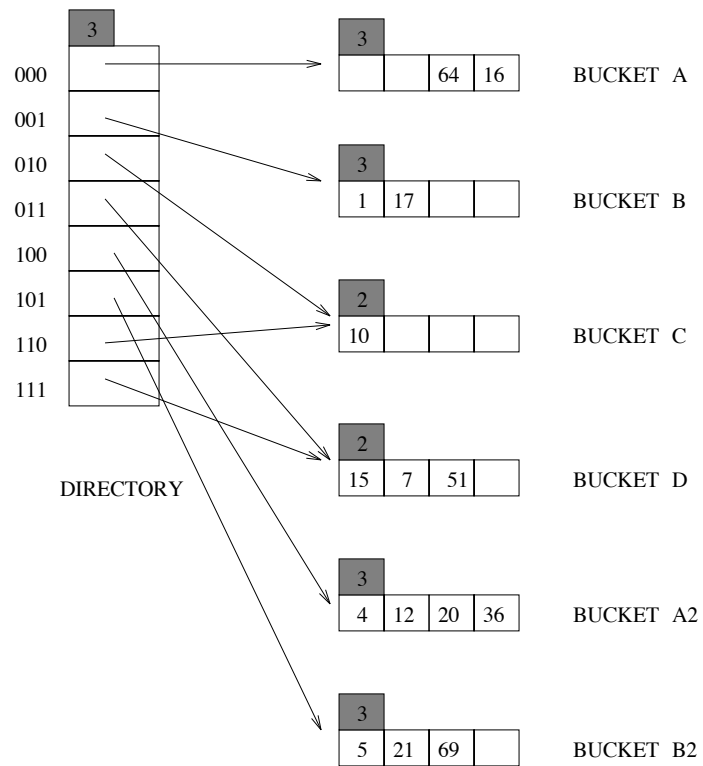 3
3
000
64 16 BUCKET A
001
3
010
1 17 BUCKET B
011
100
2
101
10 BUCKET C
110
111
2
15 7 51 BUCKET D
DIRECTORY
3
4 12 20 36 BUCKET A2
3
5 21 69 BUCKET B2